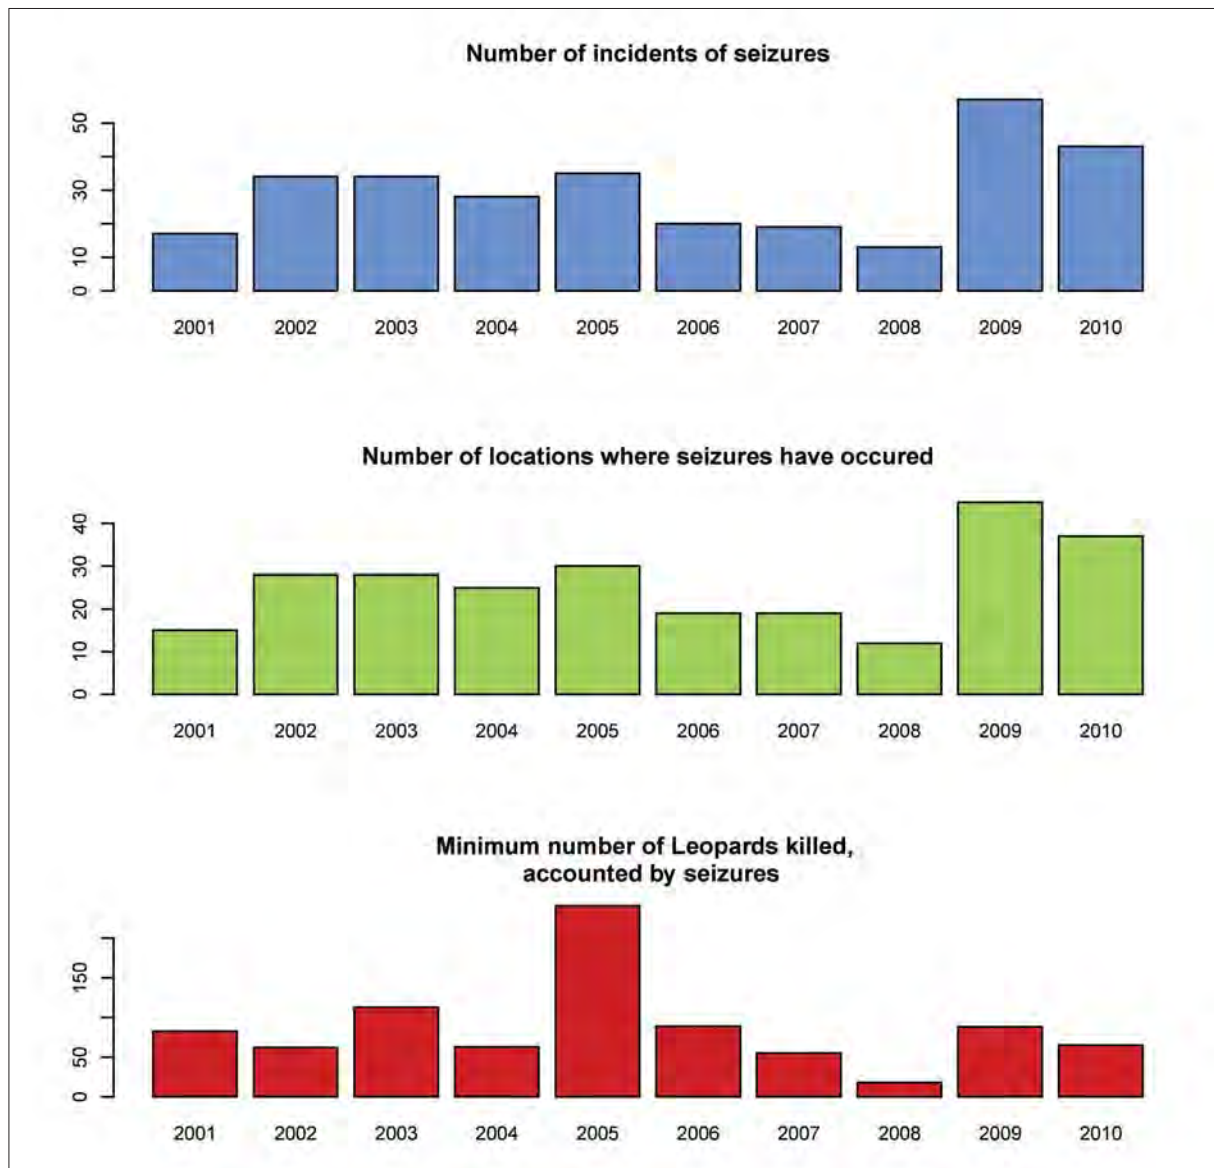 Number of incidents of seizures
50
30
10
0
2001 2002 2003 2004 2005 2006 2007 2008 2009 2010
Number of locations where seizures have occured
40
30
20
10
0
2001 2002 2003 2004 2005 2006 2007 2008 2009 2010
Minimum number of Leopards killed,
accounted by seizures
150
50
0
2001 2002 2003 2004 2005 2006 2007 2008 2009 2010